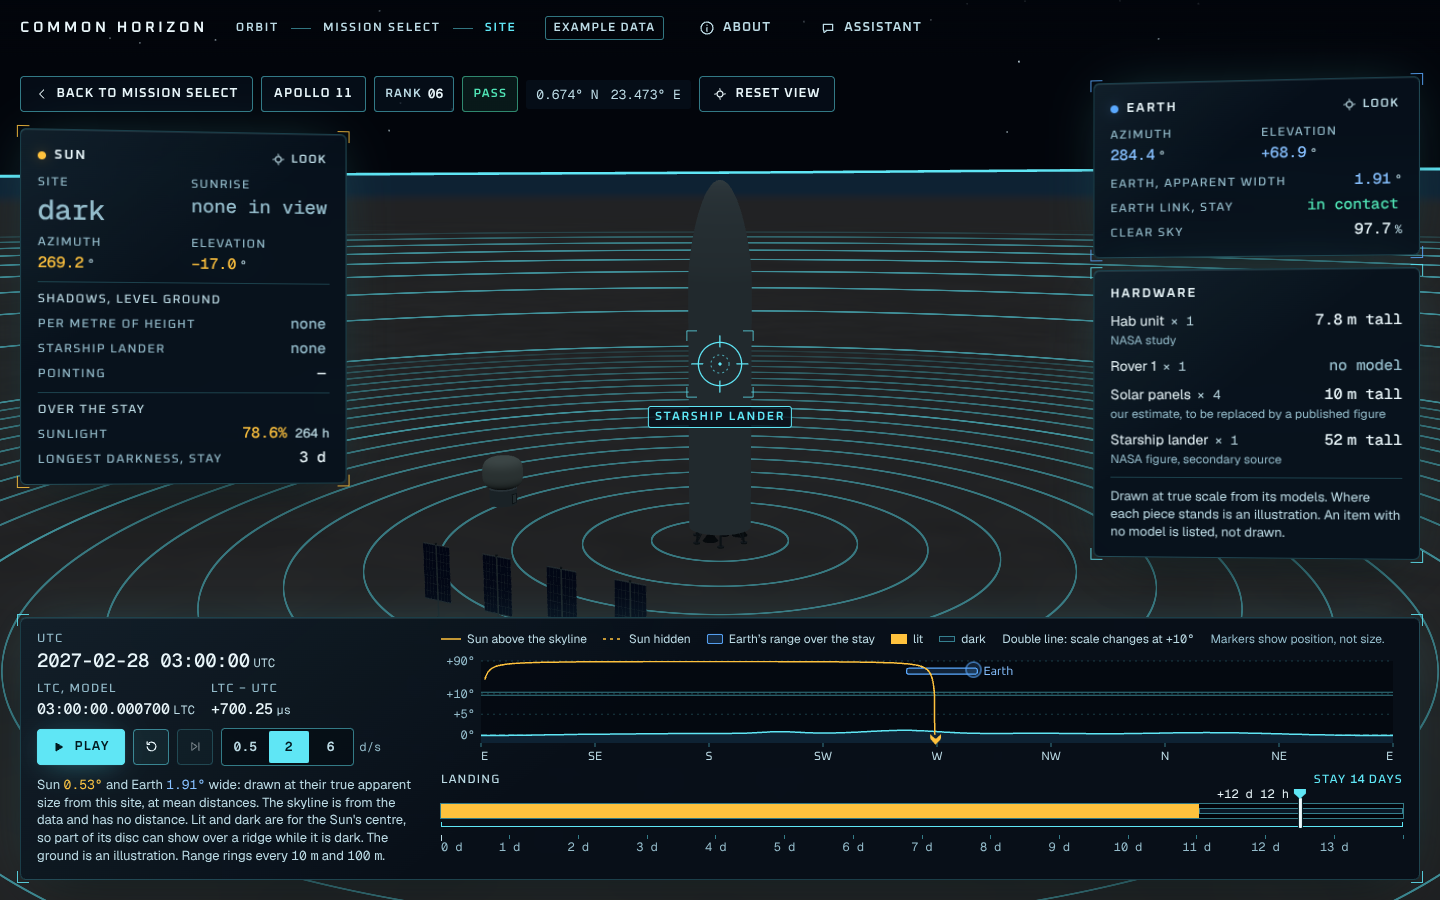 COMMON HORIZON
ORBIT MISSION SELECT SITE EXAMPLE DATA ABOUT ASSISTANT
BACK TO MISSION SELECT APOLLO 11 RANK 06 PASS 0.674° N 23.473° E RESET VIEW
SUN LOOK
SITE SUNRISE
dark none in view
AZIMUTH ELEVATION
269.2° −17.0°
SHADOWS, LEVEL GROUND
PER METRE OF HEIGHT none
STARSHIP LANDER none
POINTING —
OVER THE STAY
SUNLIGHT 78.6% 264 h
LONGEST DARKNESS, STAY 3 d
STARSHIP LANDER
EARTH LOOK
AZIMUTH ELEVATION
284.4° +68.9°
EARTH, APPARENT WIDTH 1.91°
EARTH LINK, STAY in contact
CLEAR SKY 97.7%
HARDWARE
Hab unit × 1 7.8 m tall
NASA study
Rover 1 × 1 no model
Solar panels × 4 10 m tall
our estimate, to be replaced by a published figure
Starship lander × 1 52 m tall
NASA figure, secondary source
Drawn at true scale from its models. Where
each piece stands is an illustration. An item with
no model is listed, not drawn.
UTC
2027-02-28 03:00:00 UTC
LTC, MODEL LTC − UTC
03:00:00.000700 LTC +700.25 µs
PLAY 0.5 2 6 d/s
Sun 0.53° and Earth 1.91° wide: drawn at their true apparent
size from this site, at mean distances. The skyline is from the
data and has no distance. Lit and dark are for the Sun's centre,
so part of its disc can show over a ridge while it is dark. The
ground is an illustration. Range rings every 10 m and 100 m.
Sun above the skyline Sun hidden Earth's range over the stay lit dark Double line: scale changes at +10° Markers show position, not size.
+90°
Earth
+10°
+5°
0°
E SE S SW W NW N NE E
LANDING STAY 14 DAYS
+12 d 12 h
0 d 1 d 2 d 3 d 4 d 5 d 6 d 7 d 8 d 9 d 10 d 11 d 12 d 13 d